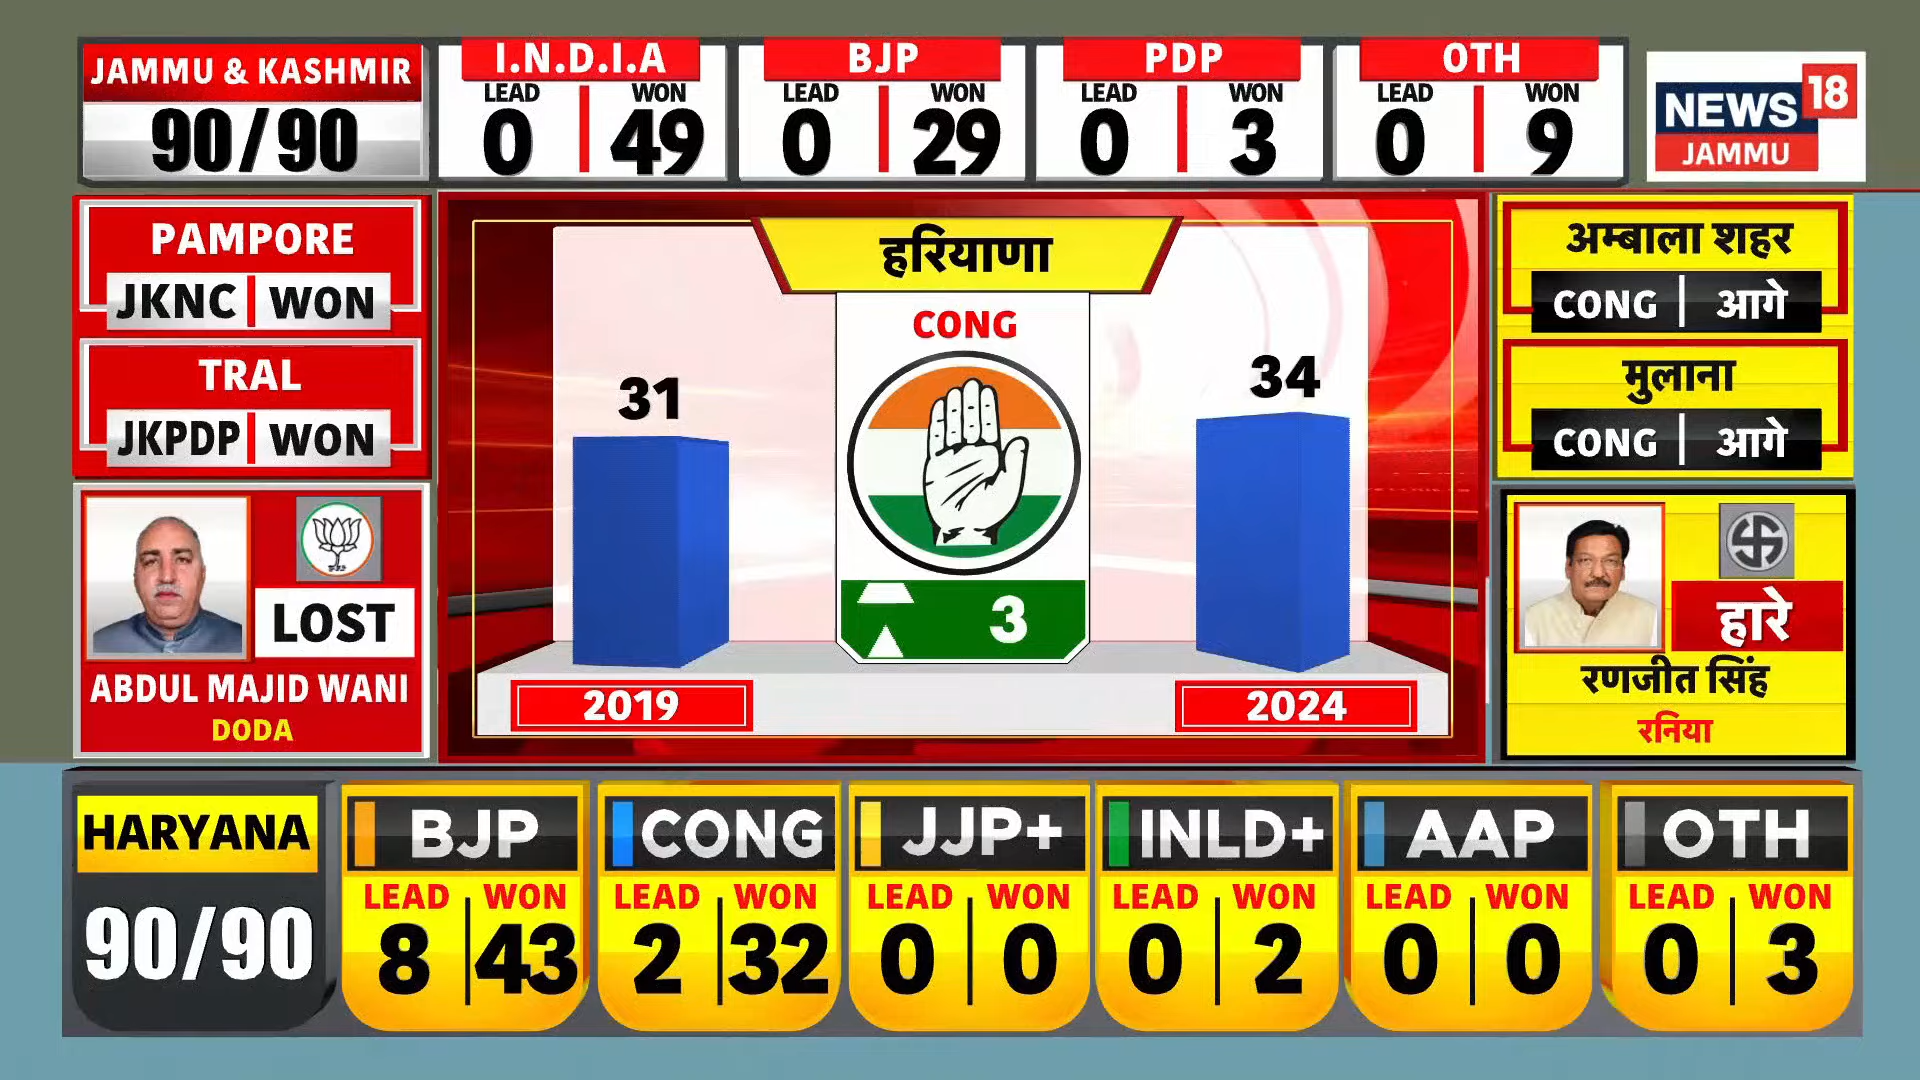 JAMMU & KASHMIR
90/90
I.N.D.I.A
LEAD WON
0 49
BJP
LEAD WON
0 29
PDP
LEAD WON
0 3
OTH
LEAD WON
0 9
NEWS 18
JAMMU
PAMPORE
JKNC WON
TRAL
JKPDP WON
LOST
ABDUL MAJID WANI
DODA
हरियाणा
CONG
31
34
3
2019
2024
अम्बाला शहर
CONG आगे
मुलाना
CONG आगे
हारे
रणजीत सिंह
रनिया
HARYANA
90/90
BJP
LEAD WON
8 43
CONG
LEAD WON
2 32
JJP+
LEAD WON
0 0
INLD+
LEAD WON
0 2
AAP
LEAD WON
0 0
OTH
LEAD WON
0 3